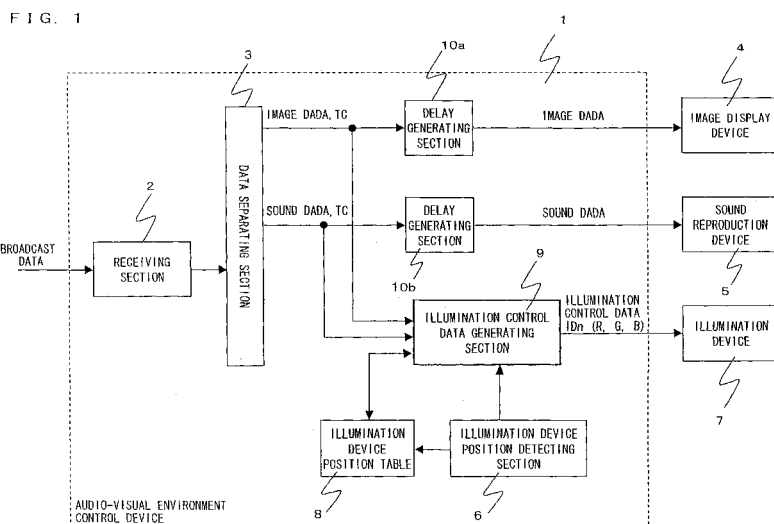 FIG. 1
1
3
10a
4
IMAGE DADA, TC
DELAY
GENERATING
SECTION
IMAGE DADA
IMAGE DISPLAY
DEVICE
DATA SEPARATING SECTION
2
SOUND DADA, TC
DELAY
GENERATING
SECTION
SOUND DADA
SOUND
REPRODUCTION
DEVICE
BROADCAST
DATA
RECEIVING
SECTION
10b
9
5
ILLUMINATION CONTROL
DATA GENERATING
SECTION
ILLUMINATION
CONTROL DATA
IDn (R, G, B)
ILLUMINATION
DEVICE
7
ILLUMINATION
DEVICE
POSITION TABLE
ILLUMINATION DEVICE
POSITION DETECTING
SECTION
8
6
AUDIO-VISUAL ENVIRONMENT
CONTROL DEVICE